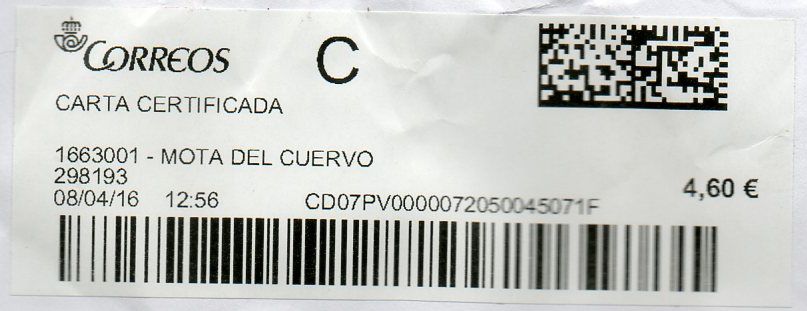 CORREOS
C
CARTA CERTIFICADA
1663001 - MOTA DEL CUERVO
298193
08/04/16 12:56 CD07PV0000072050045071F
4,60 €